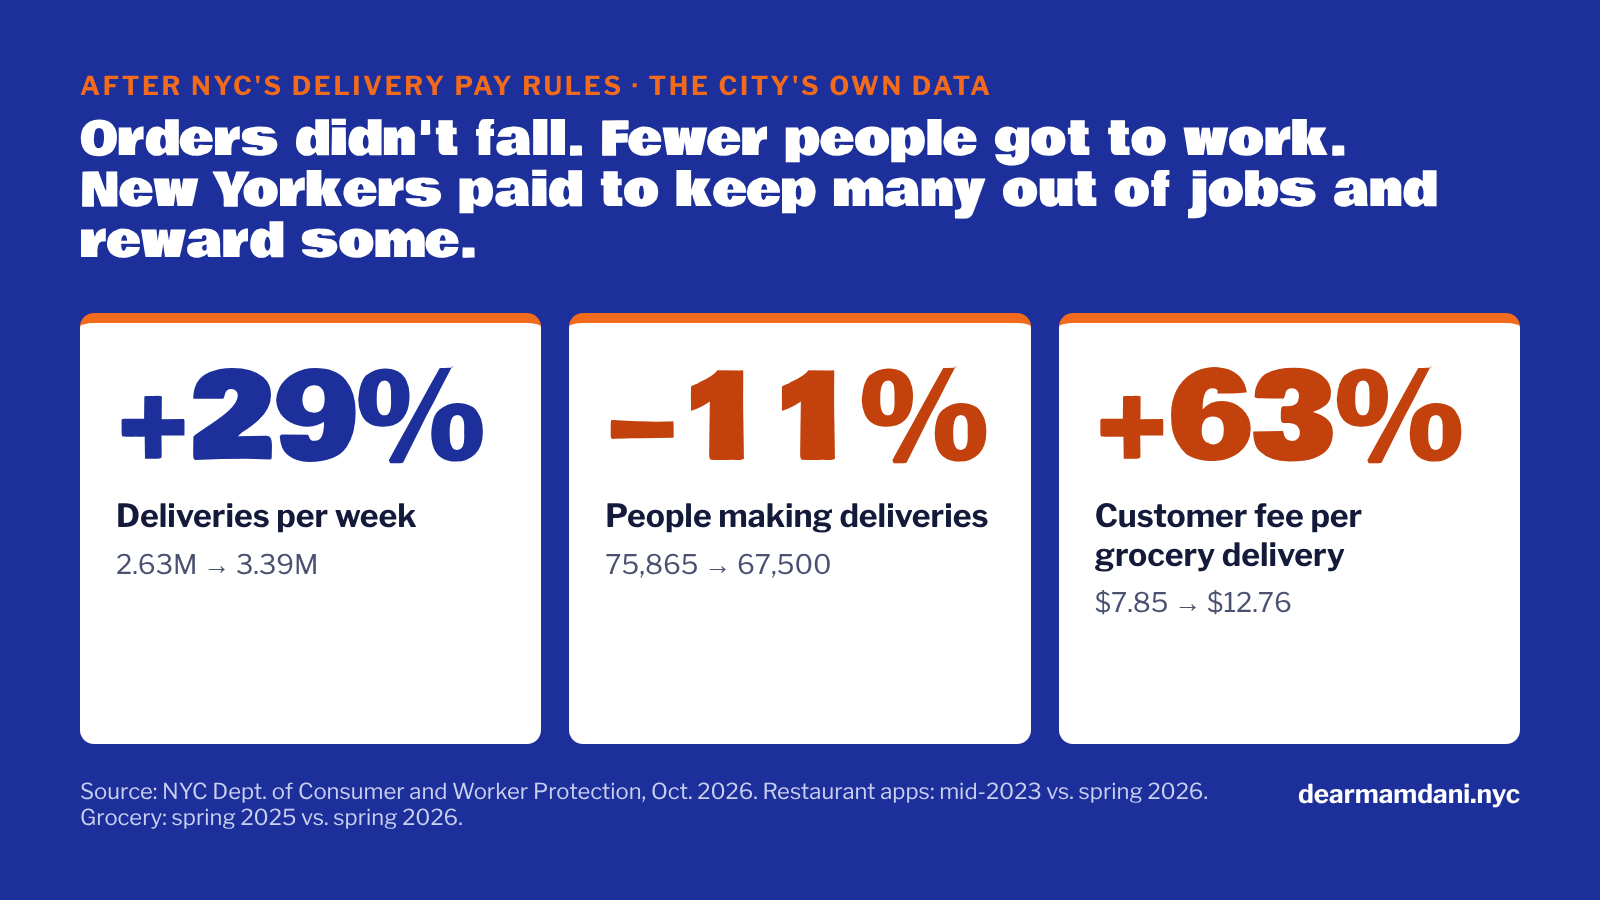 AFTER NYC'S DELIVERY PAY RULES · THE CITY'S OWN DATA
Orders didn't fall. Fewer people got to work.
New Yorkers paid to keep many out of jobs and
reward some.
+29%
Deliveries per week
2.63M → 3.39M
−11%
People making deliveries
75,865 → 67,500
+63%
Customer fee per
grocery delivery
$7.85 → $12.76
Source: NYC Dept. of Consumer and Worker Protection, Oct. 2026. Restaurant apps: mid-2023 vs. spring 2026.
Grocery: spring 2025 vs. spring 2026.
dearmamdani.nyc